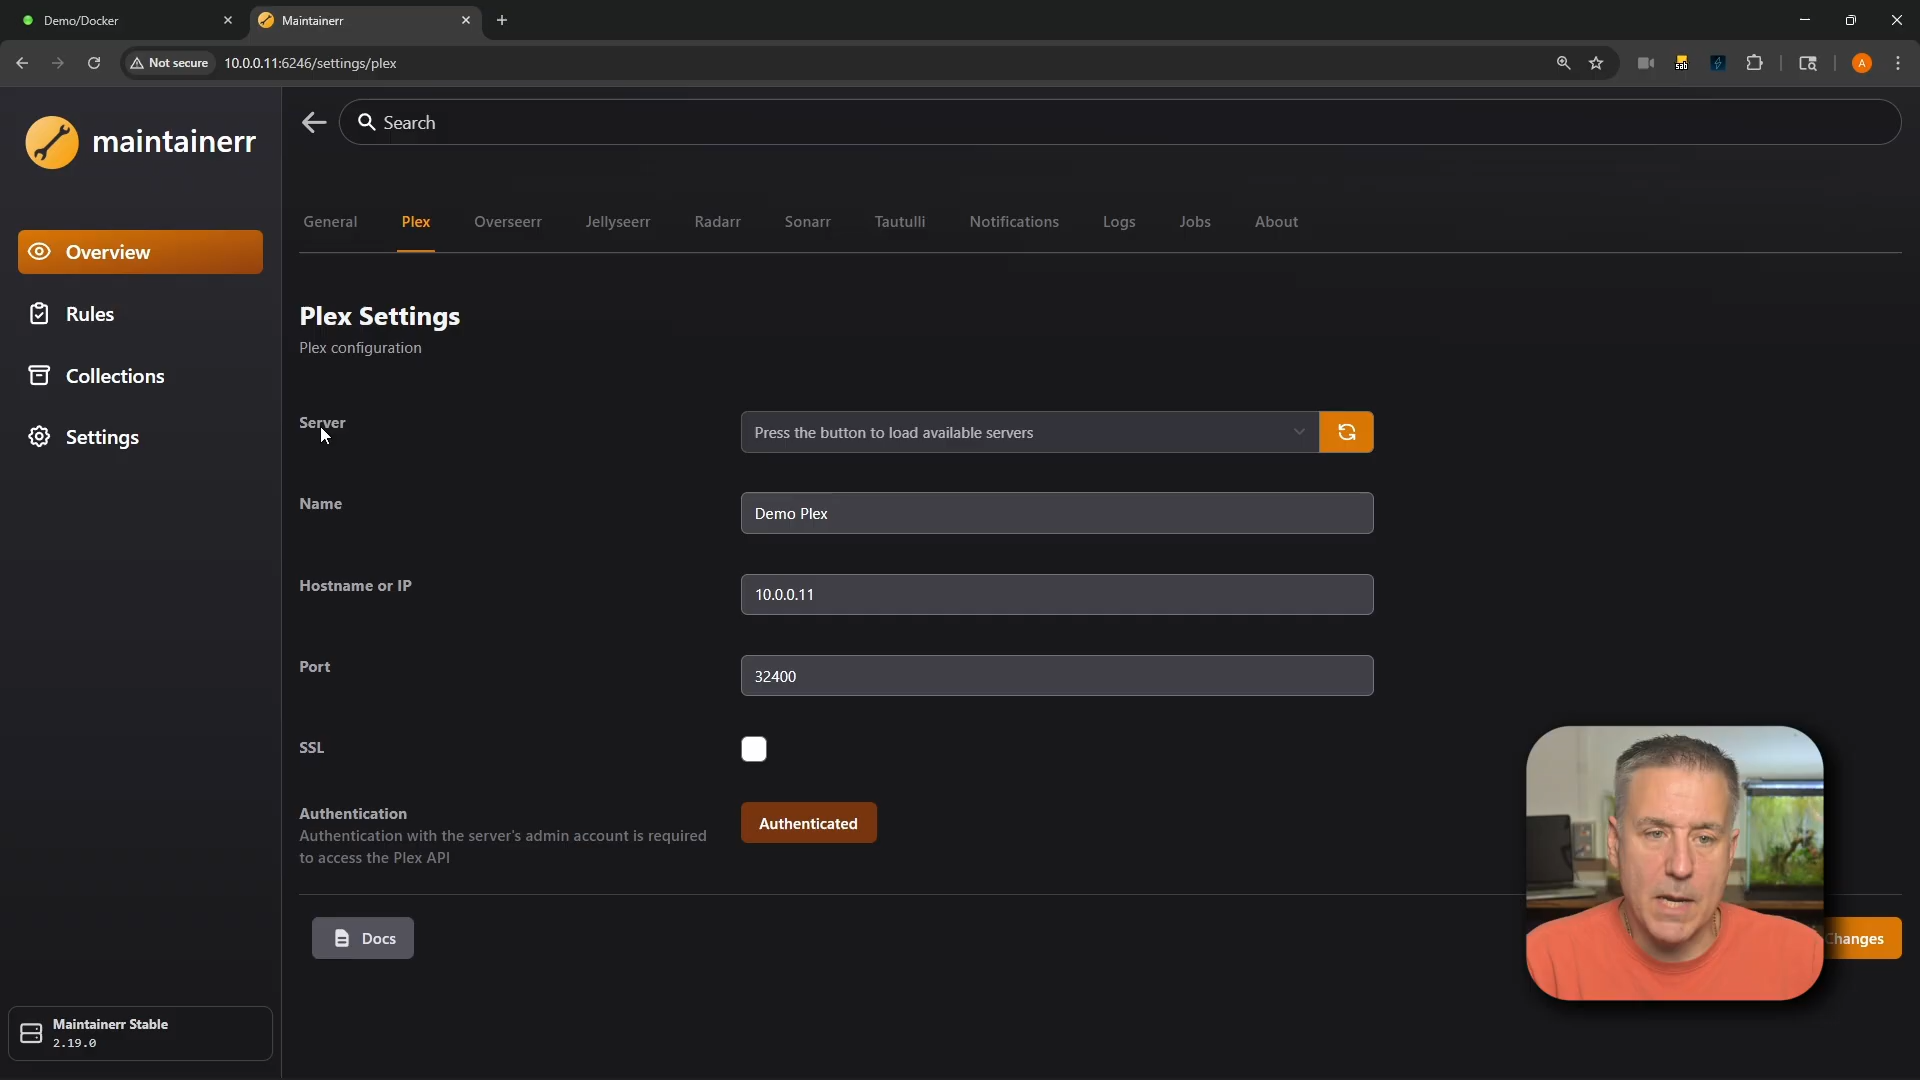 Demo/Docker
Maintainerr
Not secure
10.0.0.11:6246/settings/plex
sab
A
maintainerr
Search
General
Plex
Overseerr
Jellyseerr
Radarr
Sonarr
Tautulli
Notifications
Logs
Jobs
About
Overview
Rules
Collections
Settings
Plex Settings
Plex configuration
Server
Press the button to load available servers
Name
Demo Plex
Hostname or IP
10.0.0.11
Port
32400
SSL
Authentication
Authentication with the server's admin account is required
to access the Plex API
Authenticated
Docs
Changes
Maintainerr Stable
2.19.0